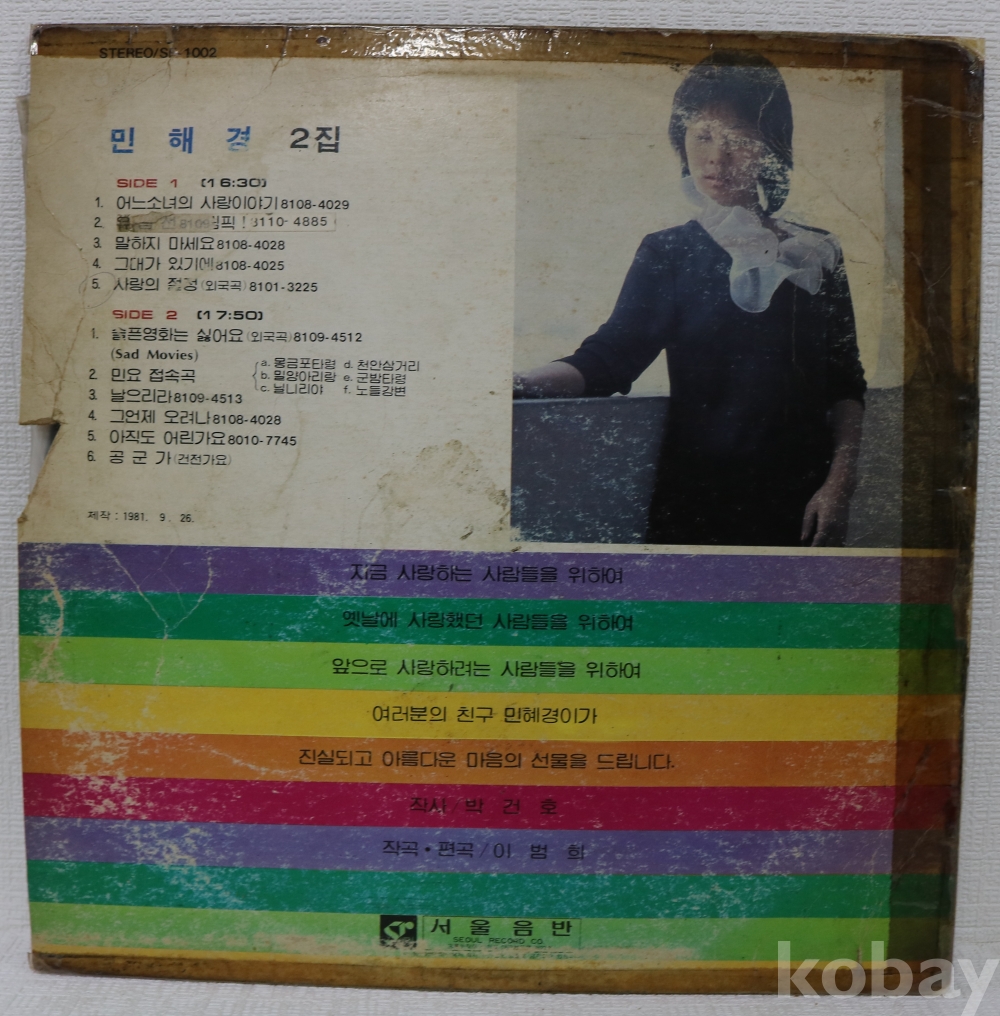 STEREO/SP 1002
민 해 경 2집
SIDE 1 (16:30)
1. 어느소녀의 사랑이야기 8108-4029
2. 픽! 8110-4885
3. 말하지 마세요 8108-4028
4. 그대가 있기에 8108-4025
5. 사랑의 (외국곡) 8101-3225
SIDE 2 (17:50)
1. 슬픈영화는 싫어요 (외국곡) 8109-4512
(Sad Movies)
2. 민요 접속곡
a. 몽금포타령 d. 천안삼거리
b. 밀양아리랑 e. 군밤타령
c. 닐니리야 f. 노들강변
3. 날으리라 8109-4513
4. 그언제 오려나 8108-4028
5. 아직도 어린가요 8010-7745
6. 공 군 가 (건전가요)
제작 : 1981. 9. 26.
지금 사랑하는 사람들을 위하여
옛날에 사랑했던 사람들을 위하여
앞으로 사랑하려는 사람들을 위하여
여러분의 친구 민혜경이가
진실되고 아름다운 마음의 선물을 드립니다.
작사 / 박 건 호
작곡 • 편곡 / 이 범 희
서울음반
SEOUL RECORD CO.
kobay